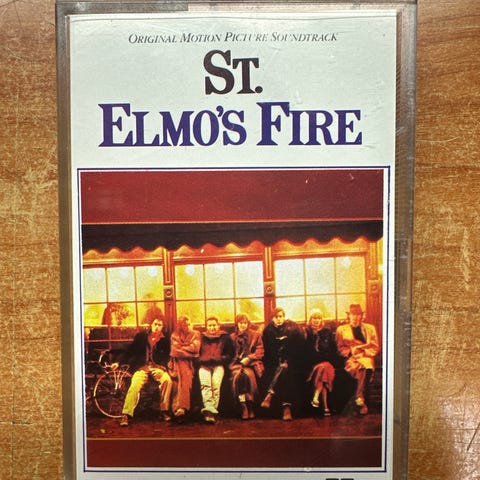 ORIGINAL MOTION PICTURE SOUNDTRACK
ST.
ELMO'S FIRE